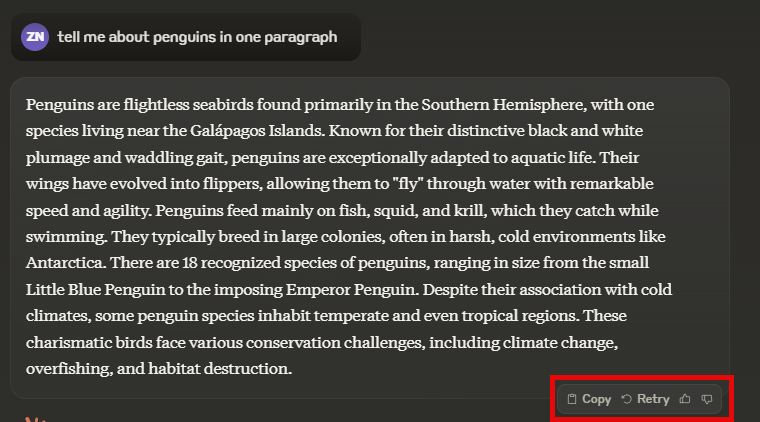 ZN tell me about penguins in one paragraph
Penguins are flightless seabirds found primarily in the Southern Hemisphere, with one
species living near the Galápagos Islands. Known for their distinctive black and white
plumage and waddling gait, penguins are exceptionally adapted to aquatic life. Their
wings have evolved into flippers, allowing them to "fly" through water with remarkable
speed and agility. Penguins feed mainly on fish, squid, and krill, which they catch while
swimming. They typically breed in large colonies, often in harsh, cold environments like
Antarctica. There are 18 recognized species of penguins, ranging in size from the small
Little Blue Penguin to the imposing Emperor Penguin. Despite their association with cold
climates, some penguin species inhabit temperate and even tropical regions. These
charismatic birds face various conservation challenges, including climate change,
overfishing, and habitat destruction.
Copy Retry